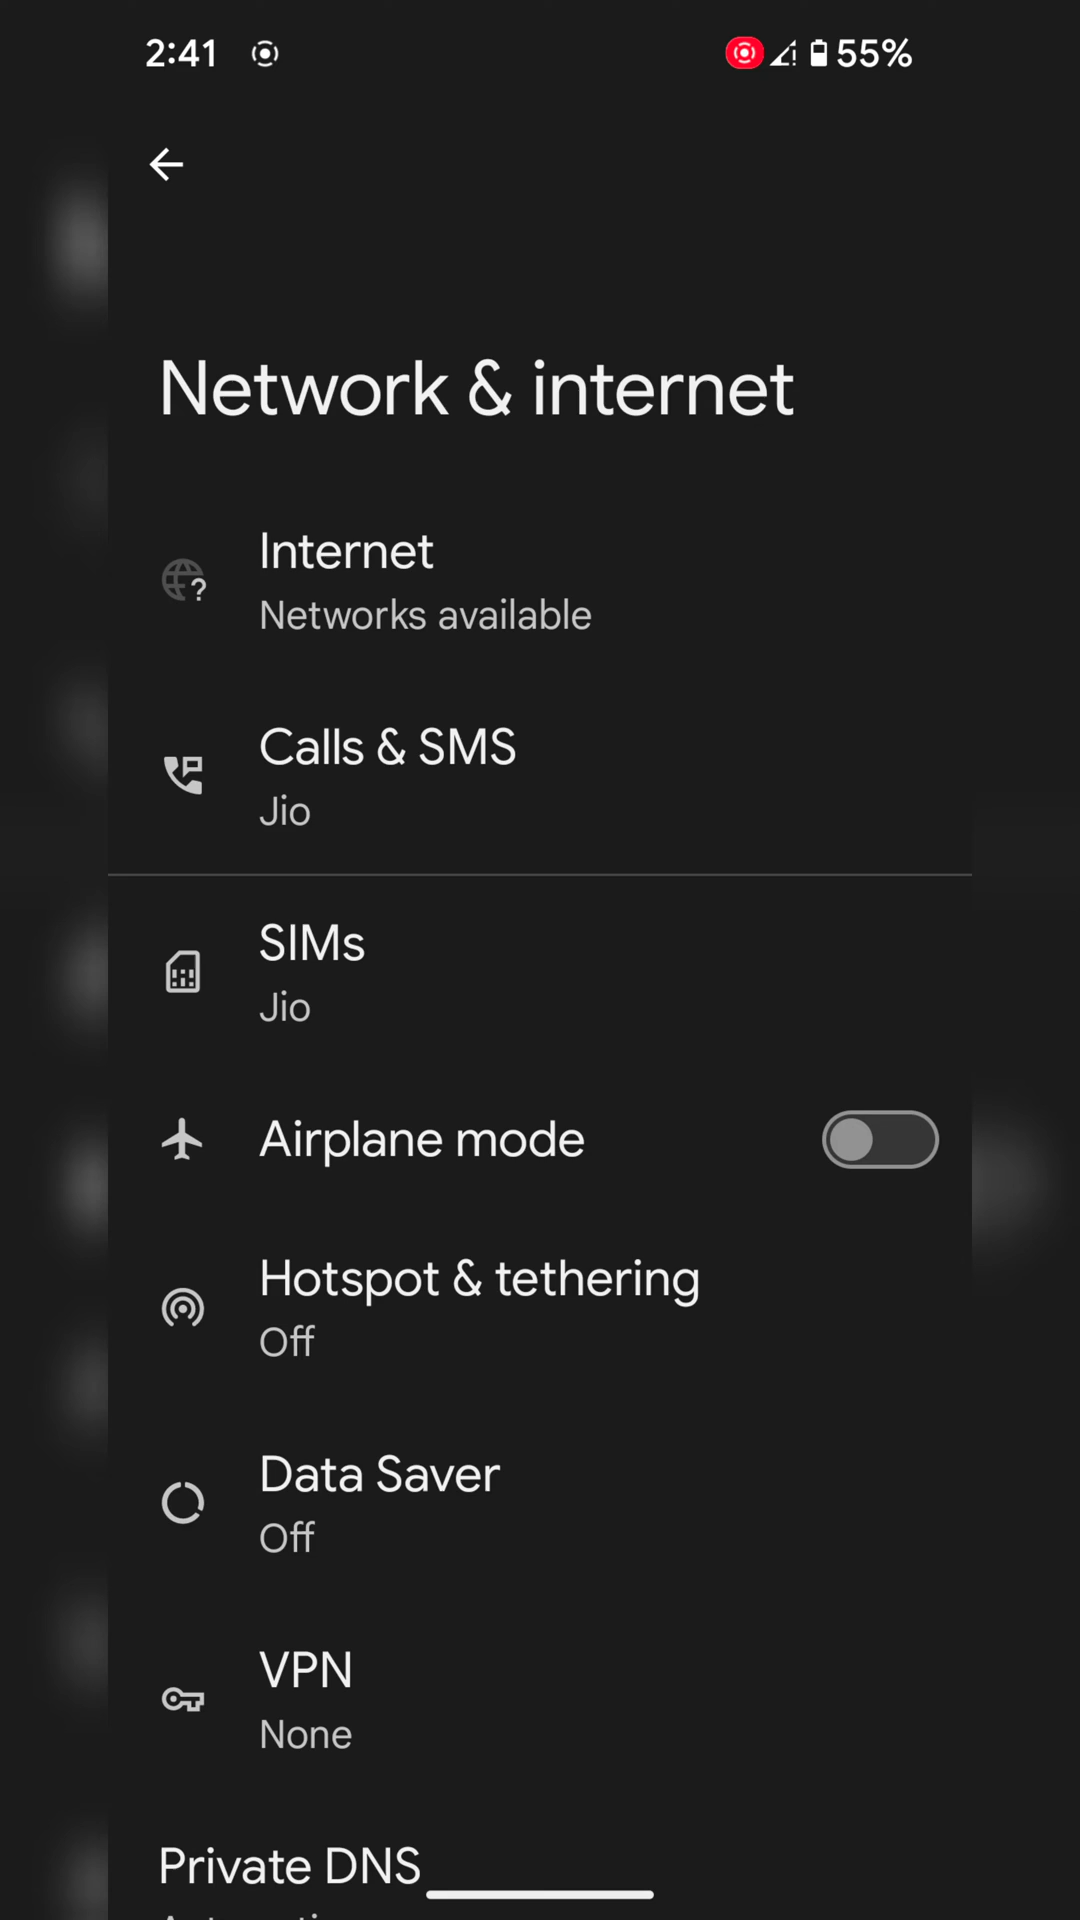 2:41 55%
Network & internet
Internet
Networks available
Calls & SMS
Jio
SIMs
Jio
Airplane mode
Hotspot & tethering
Off
Data Saver
Off
VPN
None
Private DNS